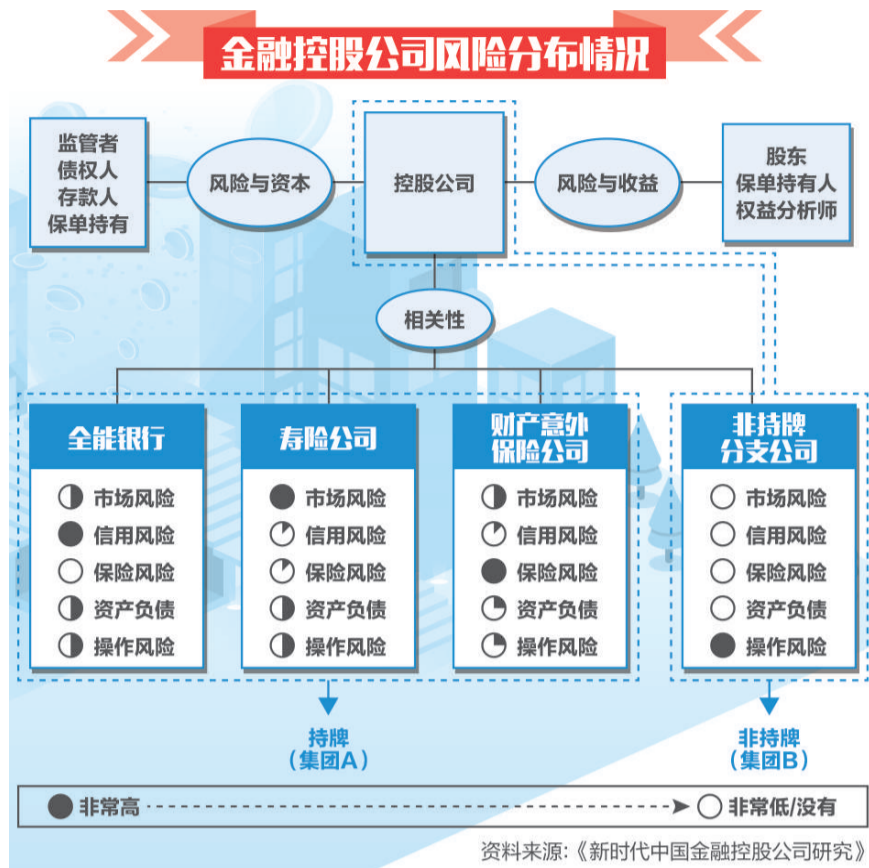 金融控股公司风险分布情况
监管者
债权人
存款人
保单持有
风险与资本
控股公司
风险与收益
股东
保单持有人
权益分析师
相关性
全能银行
市场风险
信用风险
保险风险
资产负债
操作风险
寿险公司
市场风险
信用风险
保险风险
资产负债
操作风险
财产意外
保险公司
市场风险
信用风险
保险风险
资产负债
操作风险
非持牌
分支公司
市场风险
信用风险
保险风险
资产负债
操作风险
持牌
（集团A）
非持牌
（集团B）
非常高
非常低/没有
资料来源：《新时代中国金融控股公司研究》